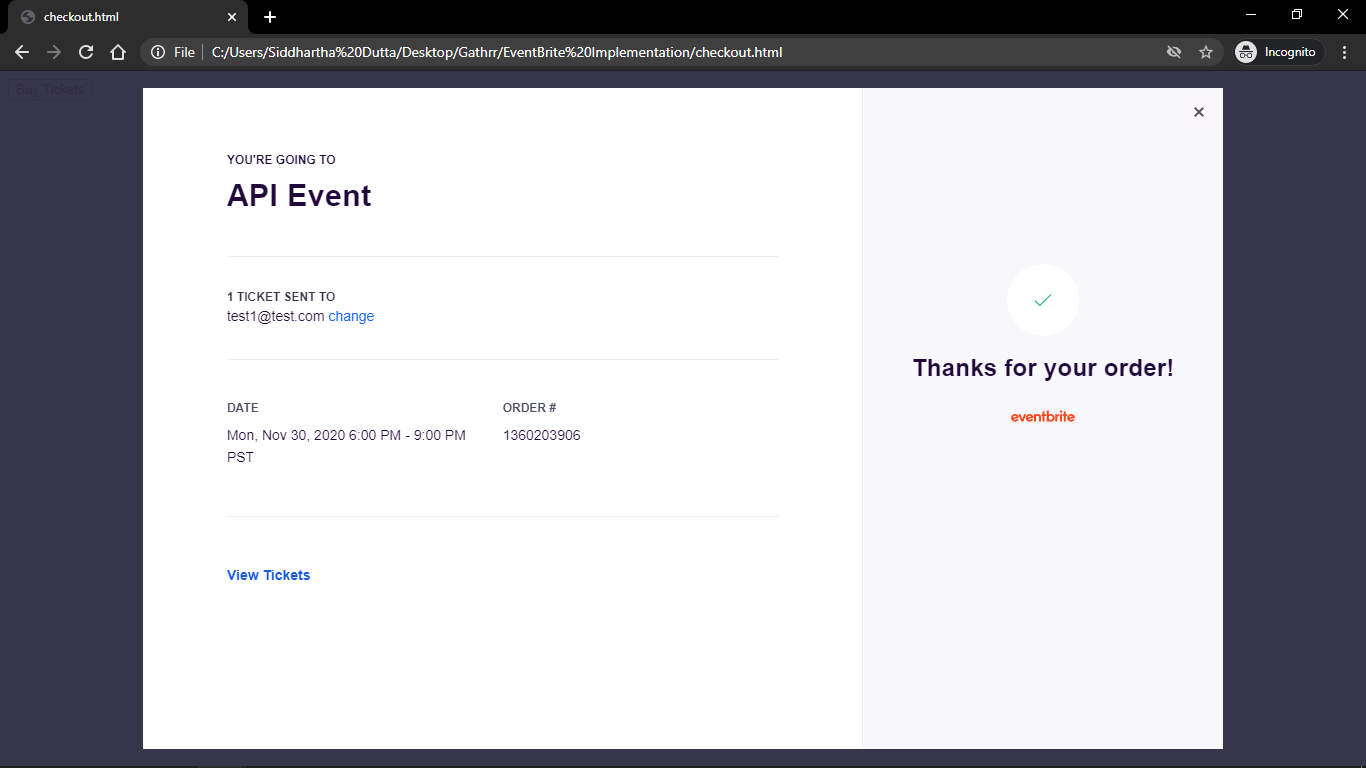 checkout.html
File
C:/Users/Siddhartha%20Dutta/Desktop/Gathrr/EventBrite%20Implementation/checkout.html
Incognito
Buy Tickets
YOU'RE GOING TO
API Event
1 TICKET SENT TO
test1@test.com change
DATE
Mon, Nov 30, 2020 6:00 PM - 9:00 PM
PST
ORDER #
1360203906
View Tickets
Thanks for your order!
eventbrite